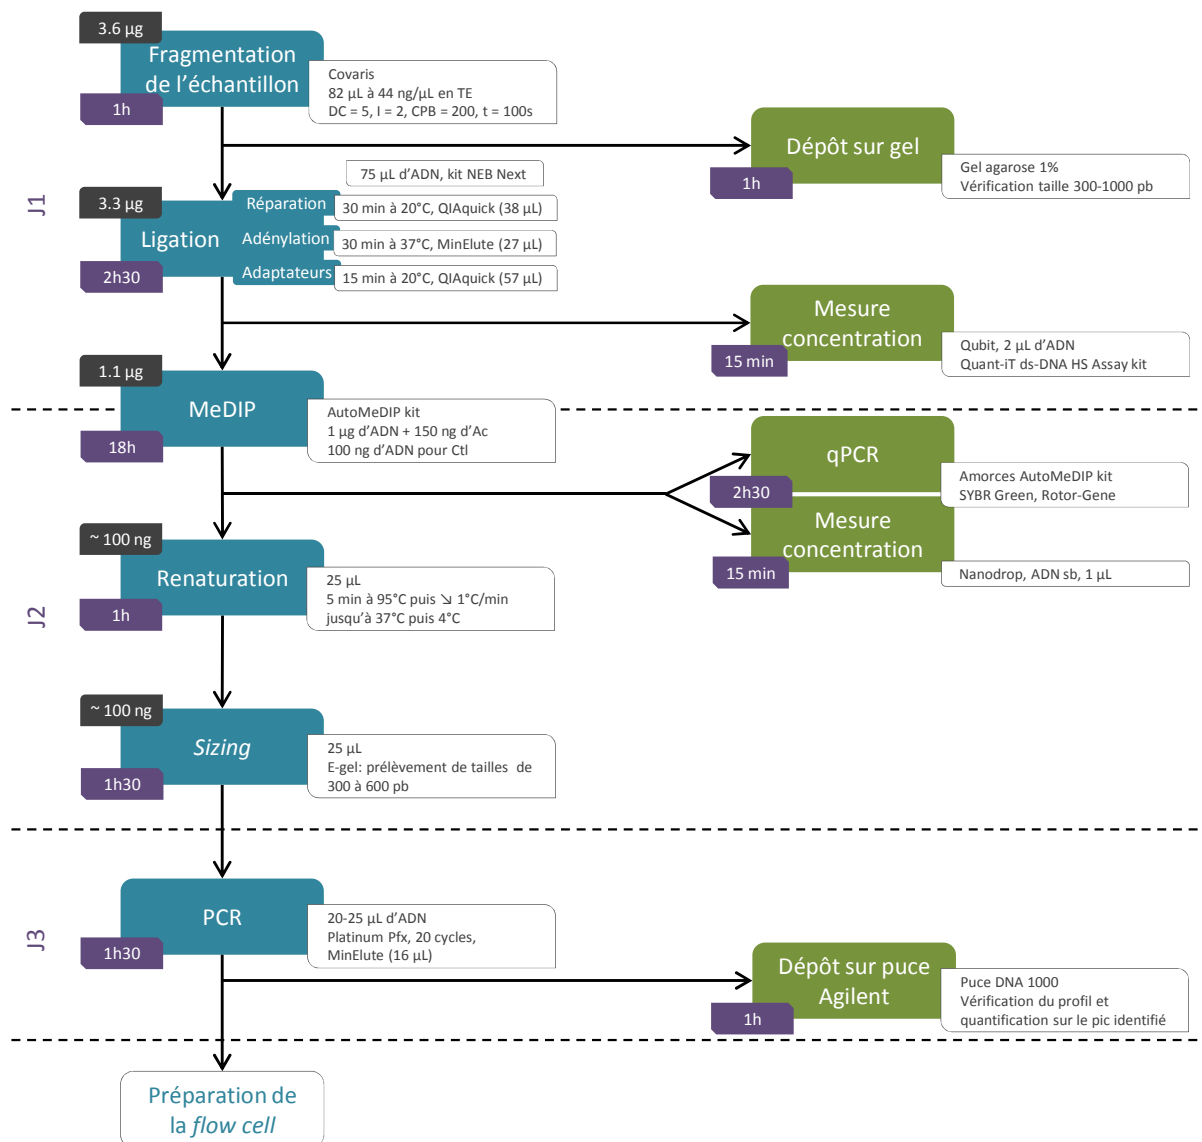 3.6 µg
Fragmentation
de l'échantillon
1h
Covaris
82 µL à 44 ng/µL en TE
DC = 5, I = 2, CPB = 200, t = 100s
Dépôt sur gel
1h
Gel agarose 1%
Vérification taille 300-1000 pb
J1
75 µL d'ADN, kit NEB Next
3.3 µg
Ligation
2h30
Réparation
30 min à 20°C, QIAquick (38 µL)
Adénylation
30 min à 37°C, MinElute (27 µL)
Adaptateurs
15 min à 20°C, QIAquick (57 µL)
Mesure
concentration
15 min
Qubit, 2 µL d'ADN
Quant-iT ds-DNA HS Assay kit
1.1 µg
MeDIP
18h
AutoMeDIP kit
1 µg d'ADN + 150 ng d'Ac
100 ng d'ADN pour Ctl
qPCR
2h30
Amorces AutoMeDIP kit
SYBR Green, Rotor-Gene
Mesure
concentration
15 min
Nanodrop, ADN sb, 1 µL
J2
~ 100 ng
Renaturation
1h
25 µL
5 min à 95°C puis ↘ 1°C/min
jusqu'à 37°C puis 4°C
~ 100 ng
Sizing
1h30
25 µL
E-gel: prélèvement de tailles de
300 à 600 pb
J3
PCR
1h30
20-25 µL d'ADN
Platinum Pfx, 20 cycles,
MinElute (16 µL)
Dépôt sur puce
Agilent
1h
Puce DNA 1000
Vérification du profil et
quantification sur le pic identifié
Préparation de
la flow cell